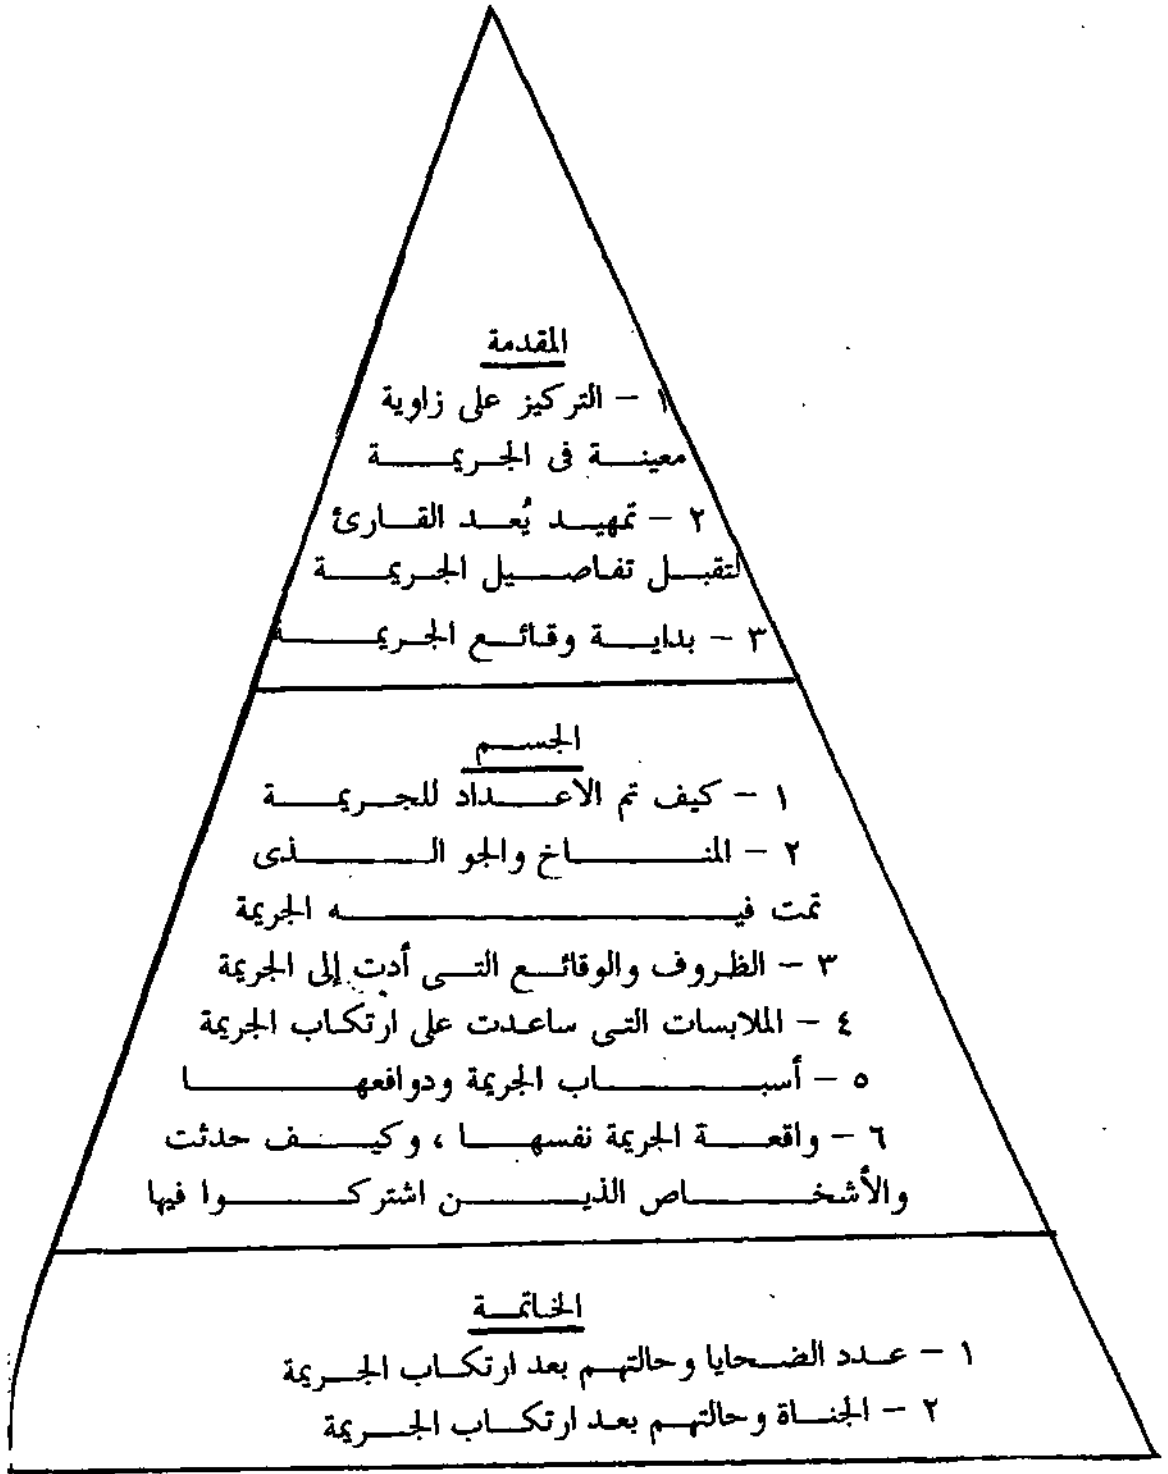 المقدمة
١ – التركيز على زاوية
معينة فى الجريمة
٢ – تمهيد يُعد القارئ
لتقبل تفاصيل الجريمة
٣ – بداية وقائع الجريمة
الجسم
١ – كيف تم الاعداد للجريمة
٢ – المناخ والجو الذى
تمت فيه الجريمة
٣ – الظروف والوقائع التى أدت إلى الجريمة
٤ – الملابسات التى ساعدت على ارتكاب الجريمة
٥ – أسباب الجريمة ودوافعها
٦ – واقعة الجريمة نفسها ، وكيف حدثت
والأشخاص الذين اشتركوا فيها
الخاتمة
١ – عدد الضحايا وحالتهم بعد ارتكاب الجريمة
٢ – الجناة وحالتهم بعد ارتكاب الجريمة